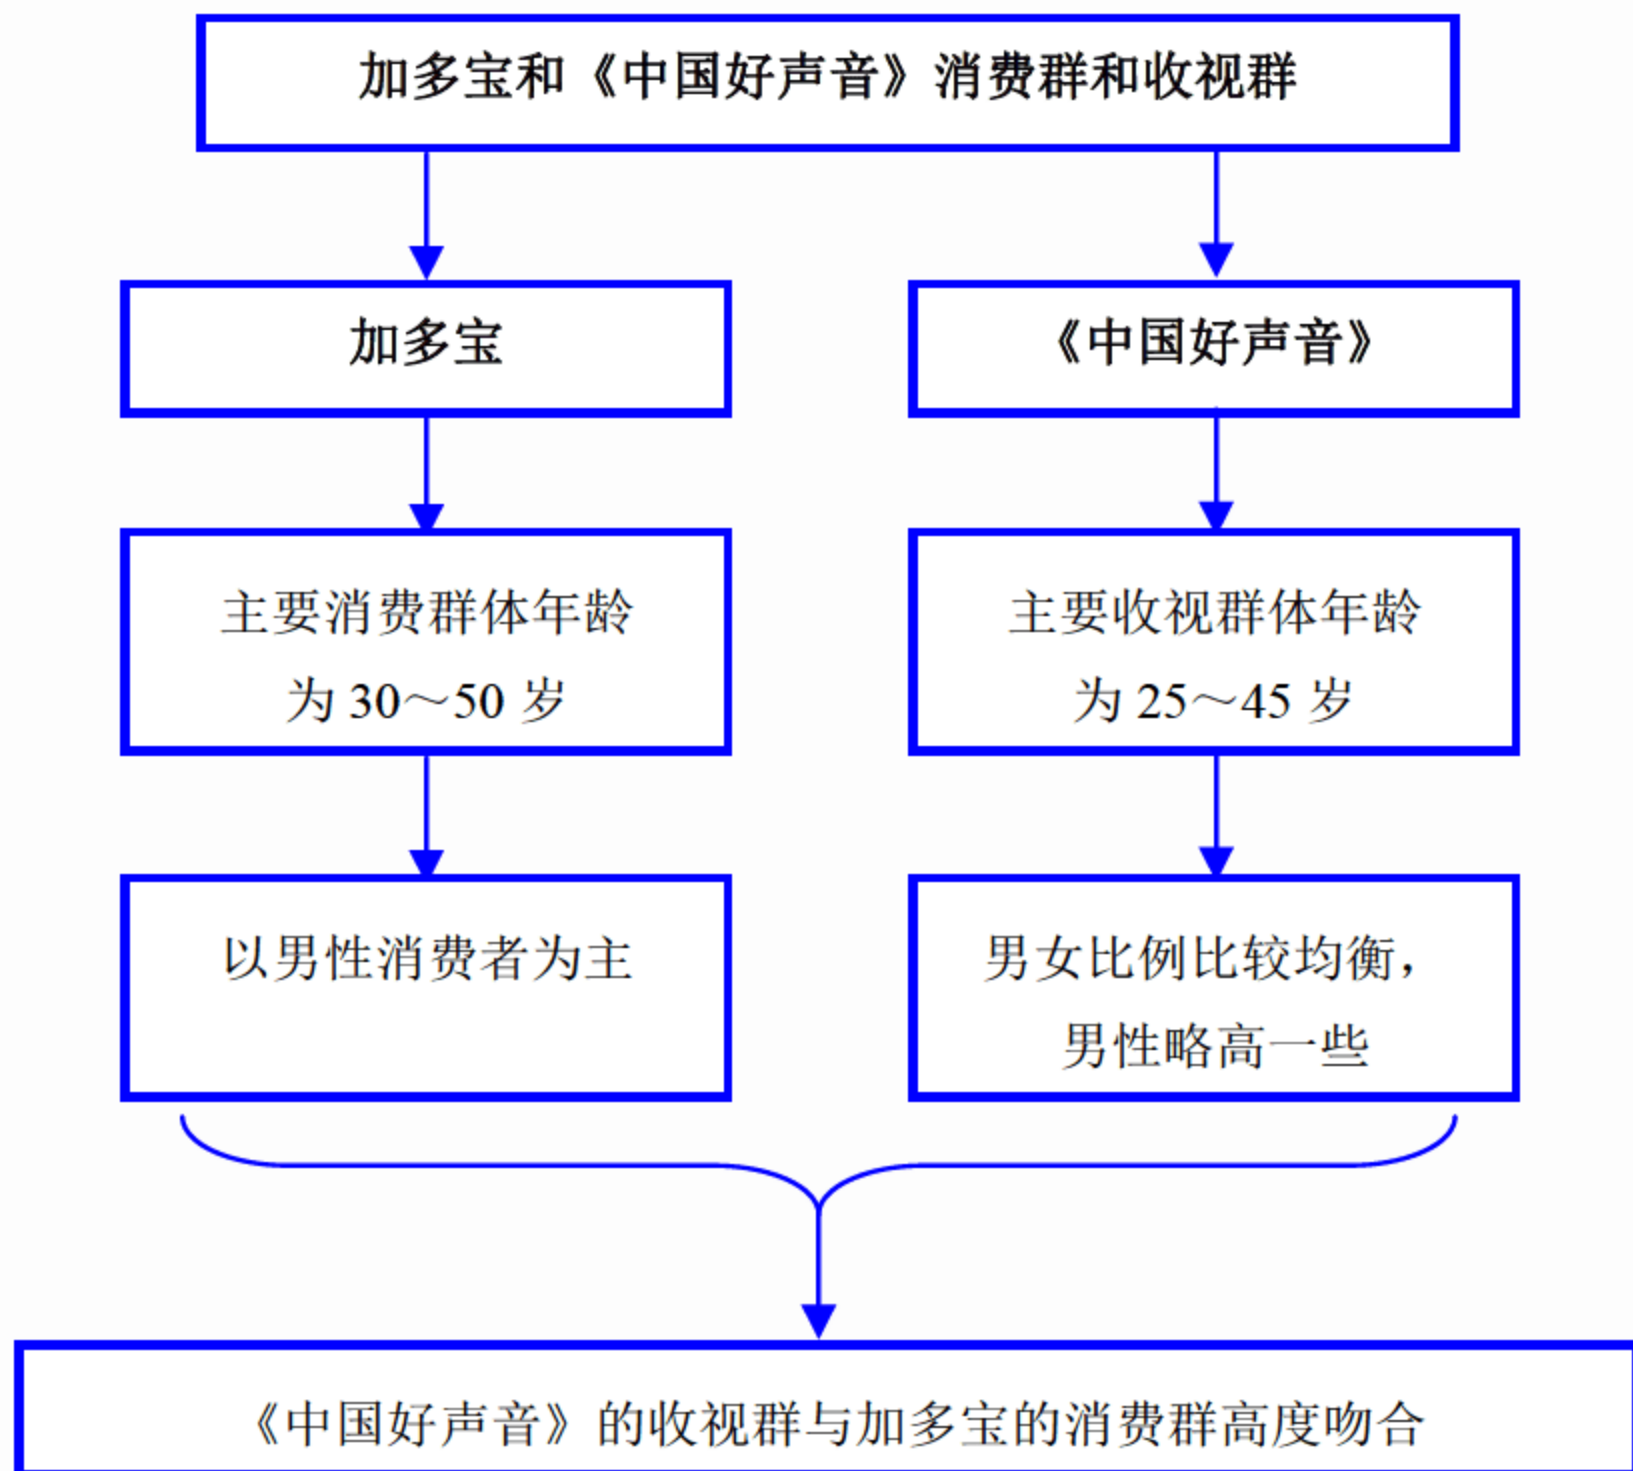 加多宝和《中国好声音》消费群和收视群
加多宝
《中国好声音》
主要消费群体年龄
为 30～50 岁
主要收视群体年龄
为 25～45 岁
以男性消费者为主
男女比例比较均衡，
男性略高一些
《中国好声音》的收视群与加多宝的消费群高度吻合